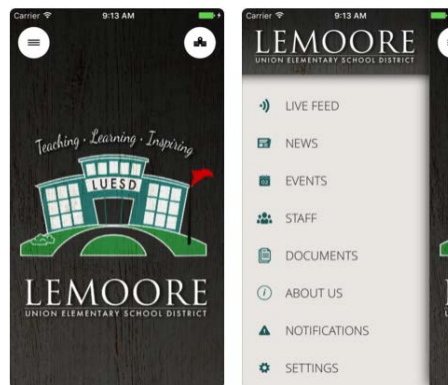 Carrier 9:13 AM
Teaching · Learning · Inspiring
LUESD
LEMOORE
UNION ELEMENTARY SCHOOL DISTRICT
Carrier 9:13 AM
LEMOORE
UNION ELEMENTARY SCHOOL DISTRICT
LIVE FEED
NEWS
EVENTS
STAFF
DOCUMENTS
ABOUT US
NOTIFICATIONS
SETTINGS